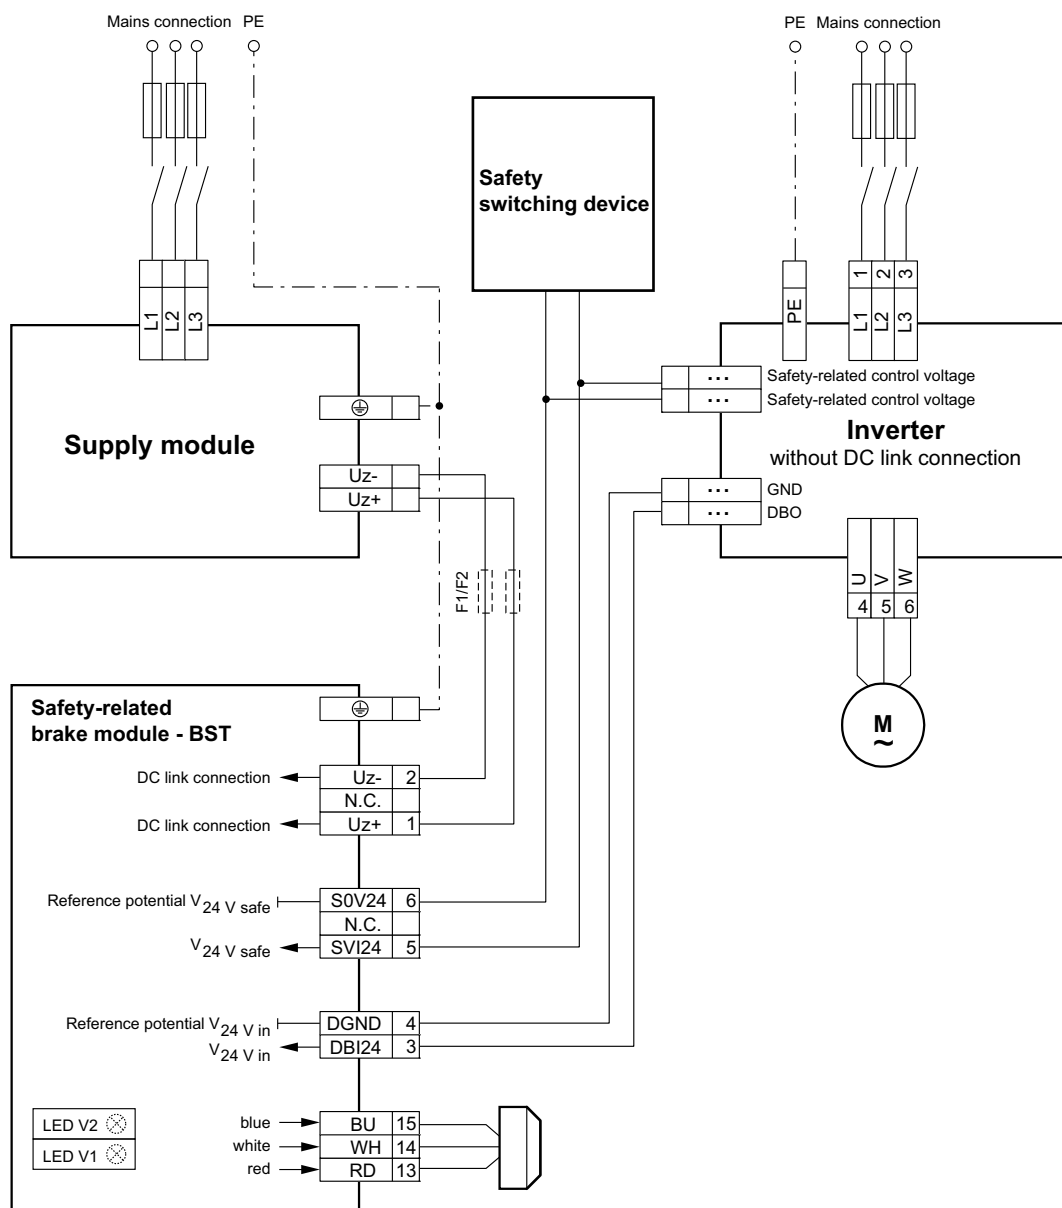 Mains connection PE
PE Mains connection
Safety
switching device
L1 L2 L3
PE
1 2 3
L1 L2 L3
... Safety-related control voltage
... Safety-related control voltage
Supply module
Uz-
Uz+
Inverter
without DC link connection
... GND
... DBO
U V W
4 5 6
M
~
F1/F2
Safety-related
brake module - BST
DC link connection Uz- 2
N.C.
DC link connection Uz+ 1
Reference potential V24 V safe S0V24 6
N.C.
V24 V safe SVI24 5
Reference potential V24 V in DGND 4
V24 V in DBI24 3
LED V2
LED V1
blue BU 15
white WH 14
red RD 13